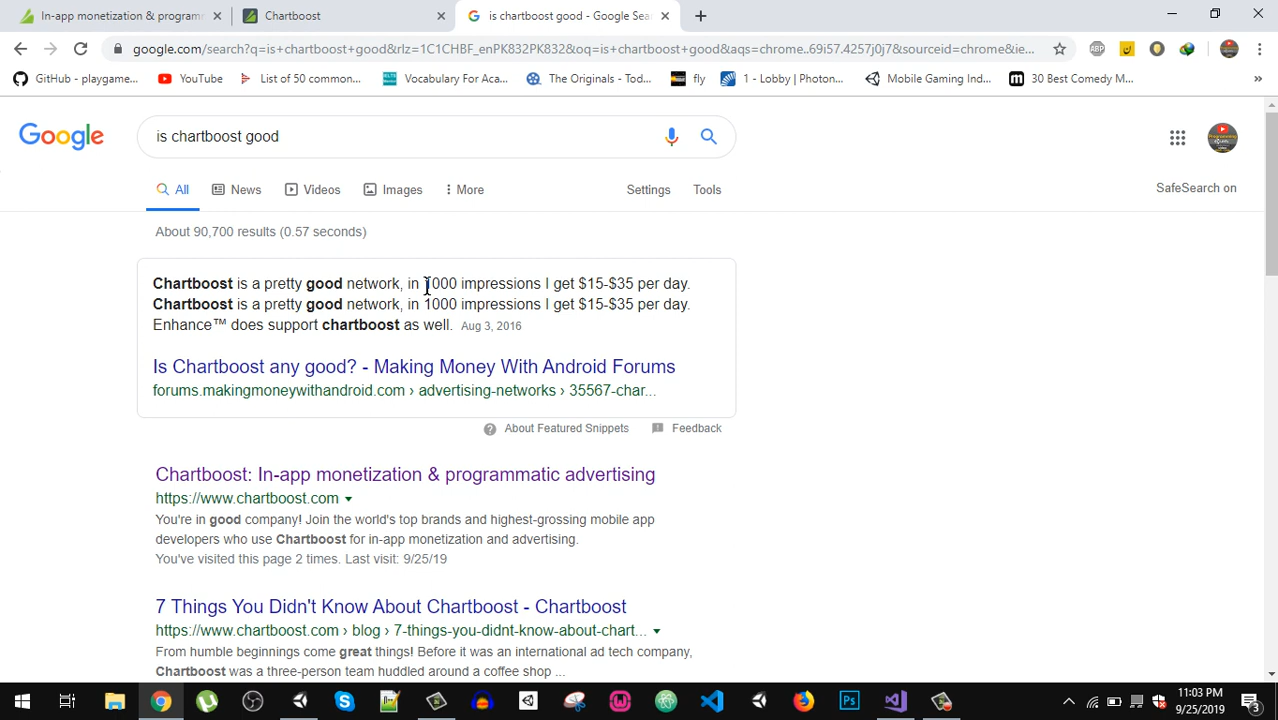 In-app monetization & programm
Chartboost
is chartboost good - Google Sea
google.com/search?q=is+chartboost+good&rlz=1C1CHBF_enPK832PK832&oq=is+chartboost+good&aqs=chrome..69i57.4257j0j7&sourceid=chrome&ie...
ABP
GitHub - playgame...
YouTube
List of 50 common...
Vocabulary For Aca...
The Originals - Tod...
fly
1 - Lobby | Photon...
Mobile Gaming Ind...
30 Best Comedy M...
Google
is chartboost good
All
News
Videos
Images
More
Settings
Tools
SafeSearch on
About 90,700 results (0.57 seconds)
Chartboost is a pretty good network, in 1000 impressions I get $15-$35 per day.
Chartboost is a pretty good network, in 1000 impressions I get $15-$35 per day.
Enhance™ does support chartboost as well. Aug 3, 2016
Is Chartboost any good? - Making Money With Android Forums
forums.makingmoneywithandroid.com › advertising-networks › 35567-char...
About Featured Snippets
Feedback
Chartboost: In-app monetization & programmatic advertising
https://www.chartboost.com
You're in good company! Join the world's top brands and highest-grossing mobile app
developers who use Chartboost for in-app monetization and advertising.
You've visited this page 2 times. Last visit: 9/25/19
7 Things You Didn't Know About Chartboost - Chartboost
https://www.chartboost.com › blog › 7-things-you-didnt-know-about-chart...
From humble beginnings come great things! Before it was an international ad tech company,
Chartboost was a three-person team huddled around a coffee shop ...
11:03 PM
9/25/2019
3